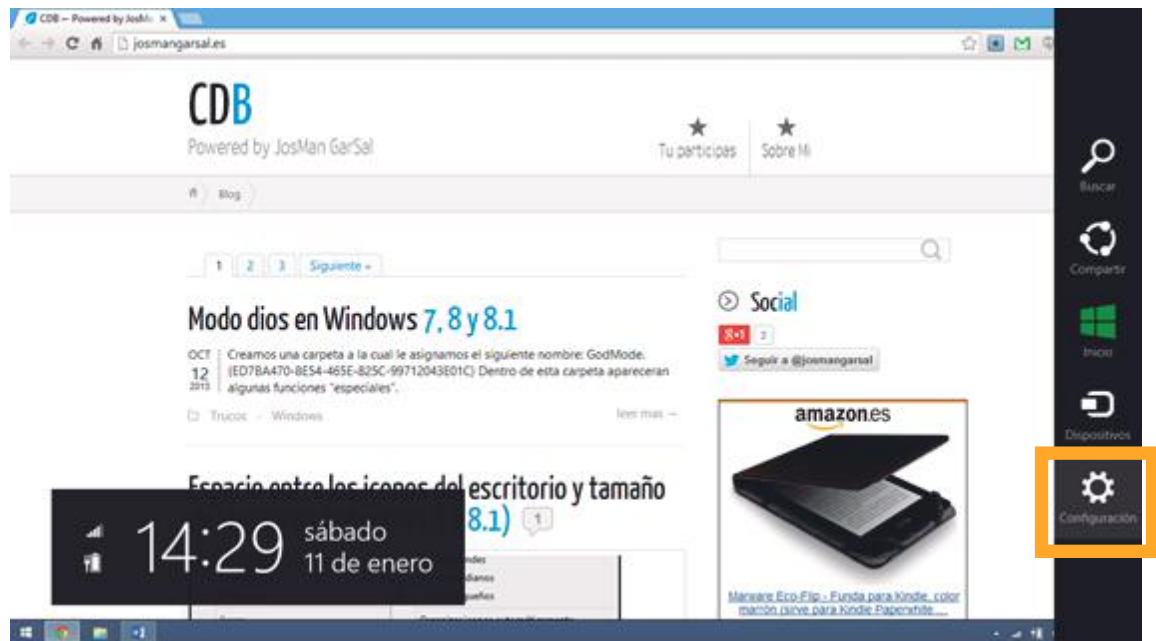 CDB – Powered by JosMa
josmangarsal.es
CDB
Powered by JosMan GarSal
Tu participas
Sobre Mi
Blog
1 2 3 Siguiente »
Modo dios en Windows 7, 8 y 8.1
OCT 12 2013
Creamos una carpeta a la cual le asignamos el siguiente nombre: GodMode.
{ED7BA470-8E54-465E-825C-99712043E01C} Dentro de esta carpeta apareceran
algunas funciones "especiales".
Trucos - Windows
leer mas →
Espacio entre los iconos del escritorio y tamaño
8.1) 1
Social
Seguir a @josmangarsal
amazon.es
Marware Eco-Flip - Funda para Kindle, color
marrón (sirve para Kindle Paperwhite ...
14:29
sábado
11 de enero
Buscar
Compartir
Inicio
Dispositivos
Configuración